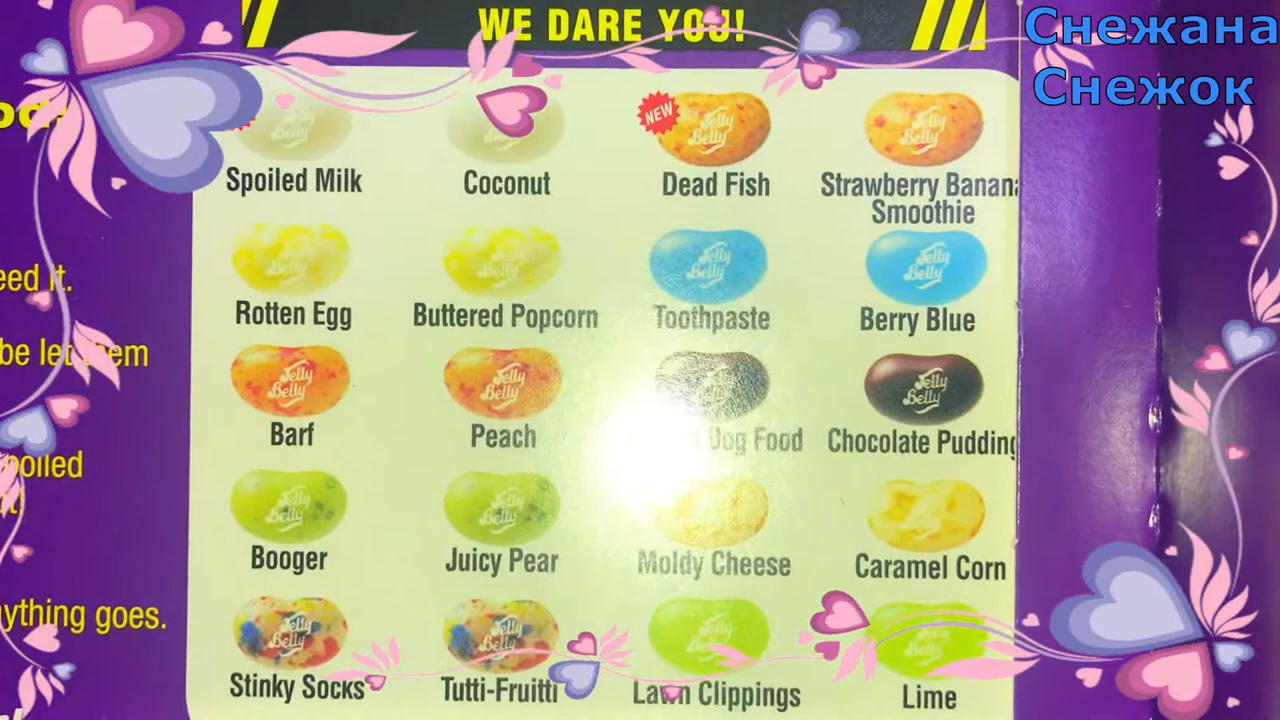 WE DARE YOU!
Снежана
Снежок
NEW
Spoiled Milk
Coconut
Dead Fish
Strawberry Banana
Smoothie
eed it.
Rotten Egg
Buttered Popcorn
Toothpaste
Berry Blue
be let them
Barf
Peach
Dog Food
Chocolate Pudding
poiled
Booger
Juicy Pear
Moldy Cheese
Caramel Corn
ything goes.
Stinky Socks
Tutti-Fruitti
Lawn Clippings
Lime
Jelly Belly